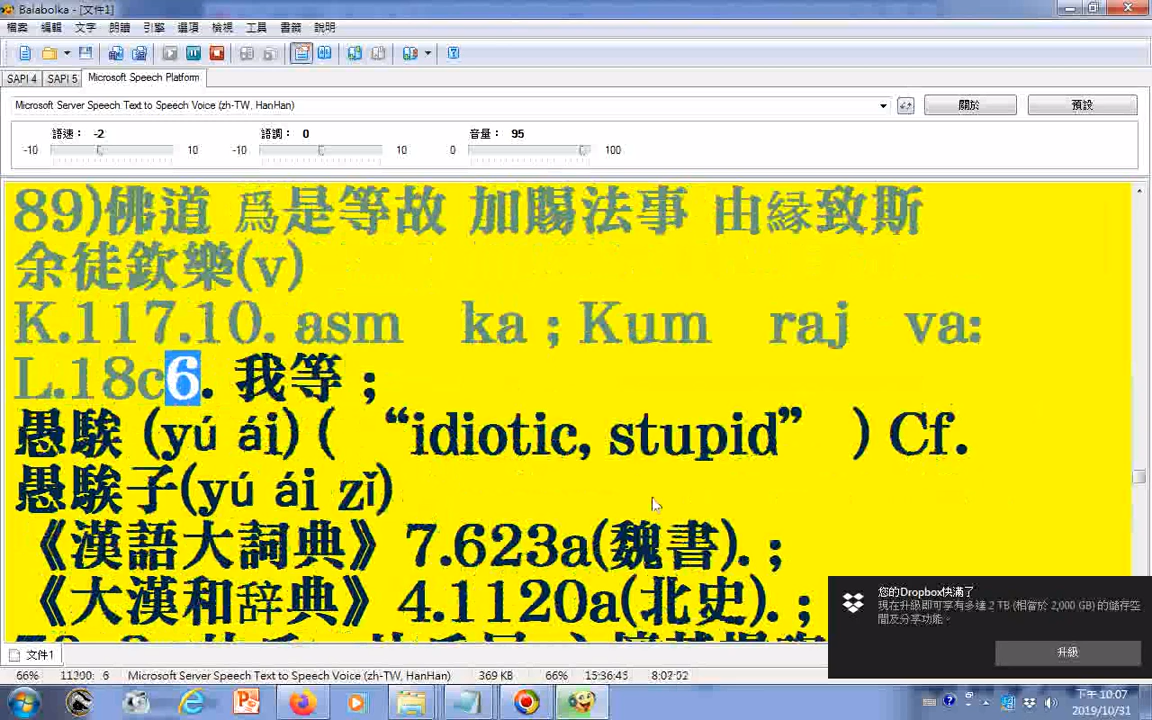 Balabolka - [文件1]
檔案 編輯 文字 朗讀 引擎 選項 檢視 工具 書籤 說明
SAPI 4 SAPI 5 Microsoft Speech Platform
Microsoft Server Speech Text to Speech Voice (zh-TW, HanHan) 關於 預設
語速： -2 語調： 0 音量： 95
-10 10 -10 10 0 100
89)佛道 爲是等故 加賜法事 由緣致斯
余徒欽樂(v)
K.117.10. asm ka ; Kum raj va:
L.18c6. 我等 ;
愚騃 (yú ái) ( “idiotic, stupid” ) Cf.
愚騃子(yú ái zǐ)
《漢語大詞典》 7.623a(魏書). ;
《大漢和辞典》 4.1120a(北史). ;
您的Dropbox快滿了
現在升級即可享有多達 2 TB (相當於 2,000 GB) 的儲存空
間及分享功能。
升級
文件1
66% 11300: 6 Microsoft Server Speech Text to Speech Voice (zh-TW, HanHan) 369 KB 66% 15:36:43 8:02:02
下午 10:07
2019/10/31